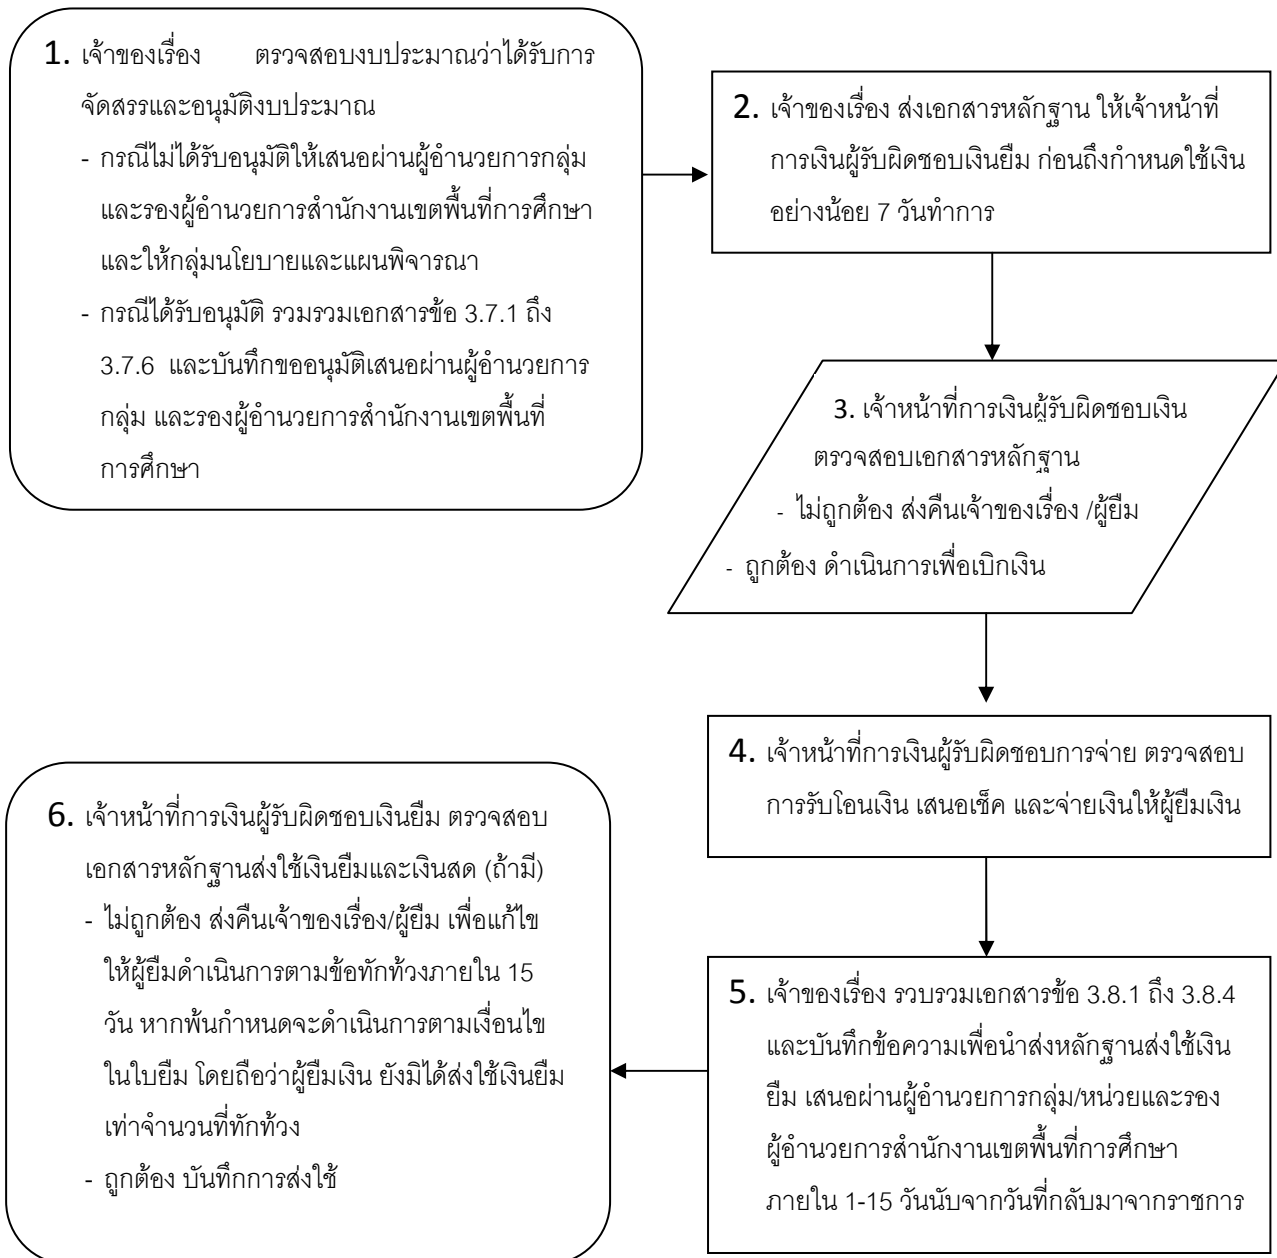 1. เจ้าของเรื่อง ตรวจสอบงบประมาณว่าได้รับการ
จัดสรรและอนุมัติงบประมาณ
- กรณีไม่ได้รับอนุมัติให้เสนอผ่านผู้อำนวยการกลุ่ม
และรองผู้อำนวยการสำนักงานเขตพื้นที่การศึกษา
และให้กลุ่มนโยบายและแผนพิจารณา
- กรณีได้รับอนุมัติ รวมรวมเอกสารข้อ 3.7.1 ถึง
3.7.6 และบันทึกขออนุมัติเสนอผ่านผู้อำนวยการ
กลุ่ม และรองผู้อำนวยการสำนักงานเขตพื้นที่
การศึกษา
2. เจ้าของเรื่อง ส่งเอกสารหลักฐาน ให้เจ้าหน้าที่
การเงินผู้รับผิดชอบเงินยืม ก่อนถึงกำหนดใช้เงิน
อย่างน้อย 7 วันทำการ
3. เจ้าหน้าที่การเงินผู้รับผิดชอบเงิน
ตรวจสอบเอกสารหลักฐาน
- ไม่ถูกต้อง ส่งคืนเจ้าของเรื่อง /ผู้ยืม
- ถูกต้อง ดำเนินการเพื่อเบิกเงิน
4. เจ้าหน้าที่การเงินผู้รับผิดชอบการจ่าย ตรวจสอบ
การรับโอนเงิน เสนอเช็ค และจ่ายเงินให้ผู้ยืมเงิน
5. เจ้าของเรื่อง รวบรวมเอกสารข้อ 3.8.1 ถึง 3.8.4
และบันทึกข้อความเพื่อนำส่งหลักฐานส่งใช้เงิน
ยืม เสนอผ่านผู้อำนวยการกลุ่ม/หน่วยและรอง
ผู้อำนวยการสำนักงานเขตพื้นที่การศึกษา
ภายใน 1-15 วันนับจากวันที่กลับมาจากราชการ
6. เจ้าหน้าที่การเงินผู้รับผิดชอบเงินยืม ตรวจสอบ
เอกสารหลักฐานส่งใช้เงินยืมและเงินสด (ถ้ามี)
- ไม่ถูกต้อง ส่งคืนเจ้าของเรื่อง/ผู้ยืม เพื่อแก้ไข
ให้ผู้ยืมดำเนินการตามข้อทักท้วงภายใน 15
วัน หากพ้นกำหนดจะดำเนินการตามเงื่อนไข
ในใบยืม โดยถือว่าผู้ยืมเงิน ยังมิได้ส่งใช้เงินยืม
เท่าจำนวนที่ทักท้วง
- ถูกต้อง บันทึกการส่งใช้